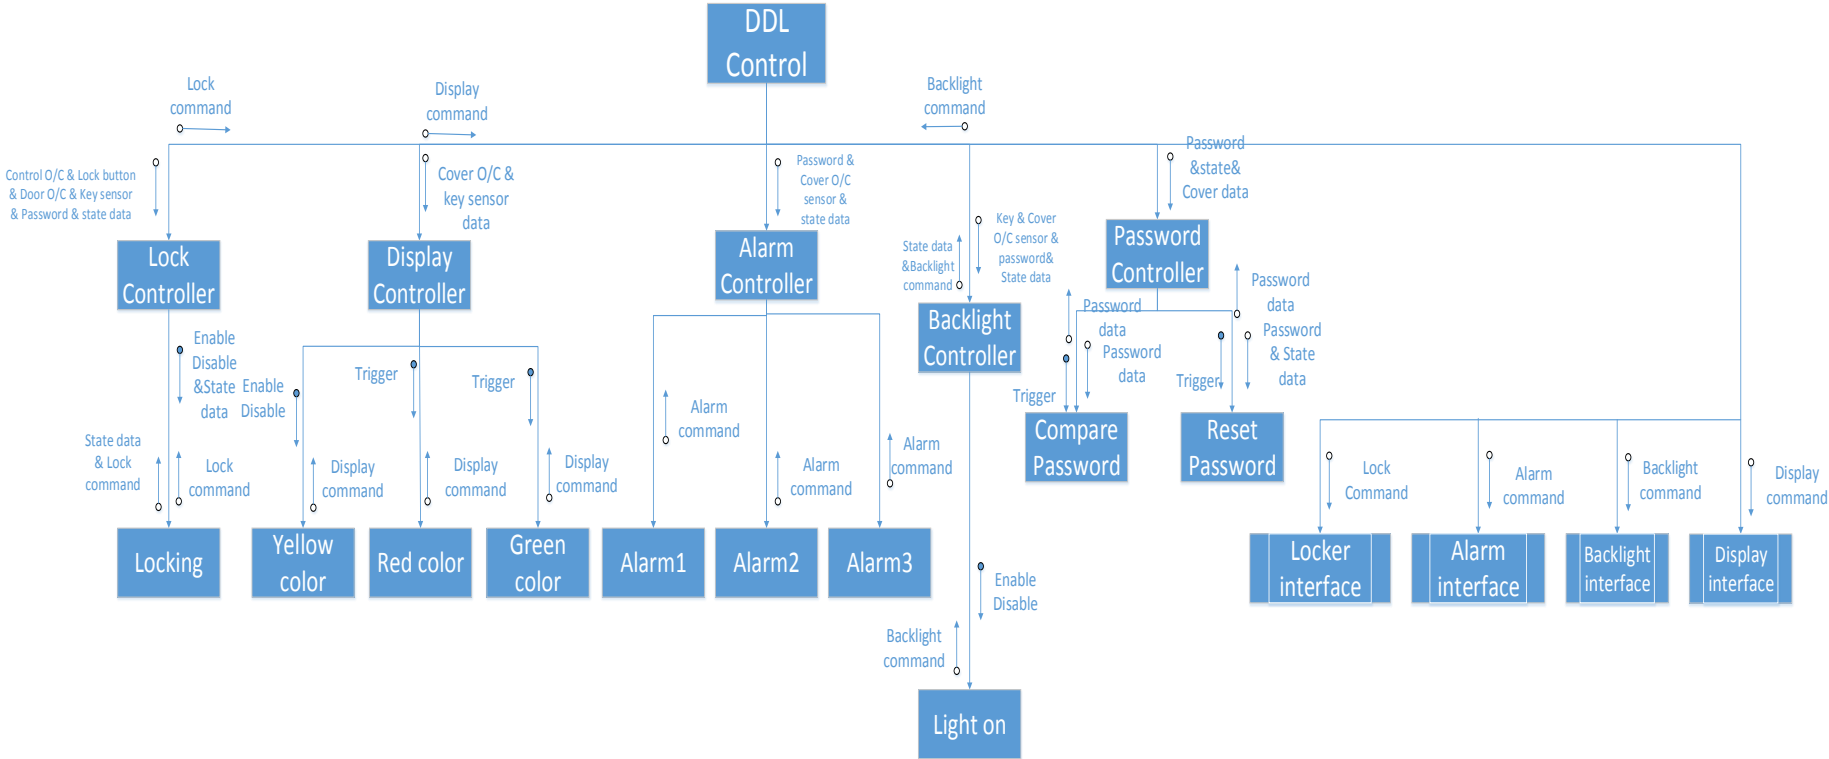 DDL
Control
Lock
command
Display
command
Backlight
command
Control O/C & Lock button
& Door O/C & Key sensor
& Password & state data
Cover O/C &
key sensor
data
Password &
Cover O/C
sensor &
state data
Password
&state&
Cover data
Key & Cover
O/C sensor &
password&
State data
State data
&Backlight
command
Lock
Controller
Display
Controller
Alarm
Controller
Backlight
Controller
Password
Controller
Enable
Disable
&State
data
Enable
Disable
Trigger
Trigger
Password
data
Password
data
Trigger
Password
data
Password
& State
data
Trigger
State data
& Lock
command
Lock
command
Display
command
Display
command
Display
command
Alarm
command
Alarm
command
Alarm
command
Compare
Password
Reset
Password
Lock
Command
Alarm
command
Backlight
command
Display
command
Locking
Yellow
color
Red color
Green
color
Alarm1
Alarm2
Alarm3
Locker
interface
Alarm
interface
Backlight
interface
Display
interface
Enable
Disable
Backlight
command
Light on